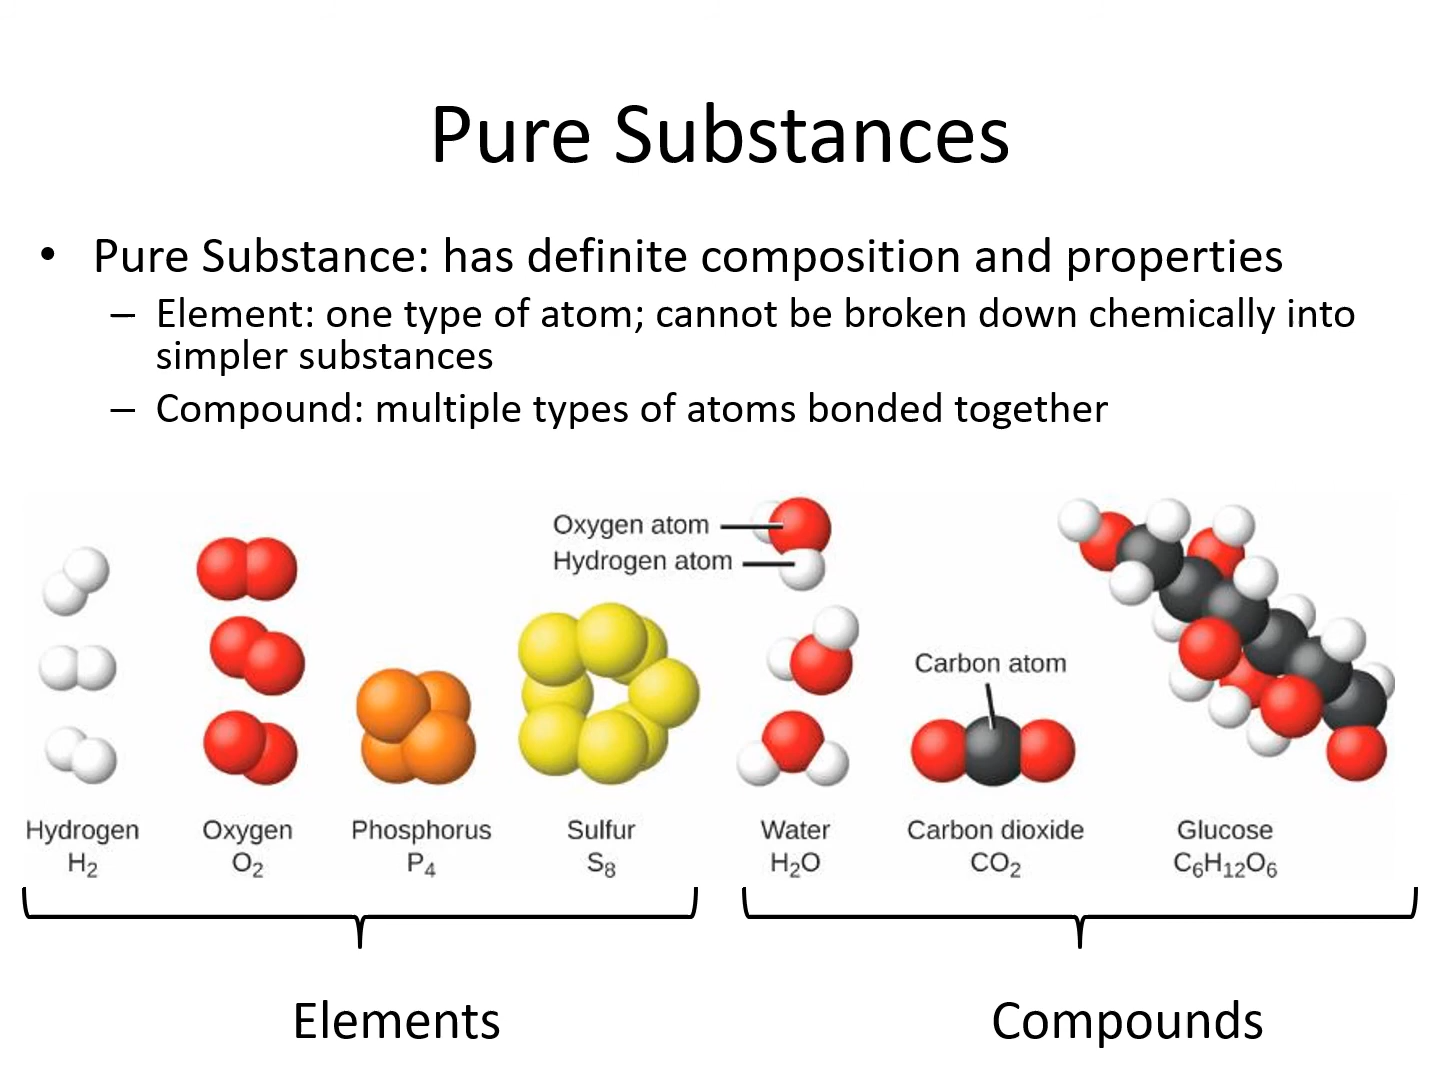 Pure Substances
• Pure Substance: has definite composition and properties
– Element: one type of atom; cannot be broken down chemically into
simpler substances
– Compound: multiple types of atoms bonded together
Oxygen atom
Hydrogen atom
Carbon atom
Hydrogen
H₂
Oxygen
O₂
Phosphorus
P₄
Sulfur
S₈
Water
H₂O
Carbon dioxide
CO₂
Glucose
C₆H₁₂O₆
Elements
Compounds